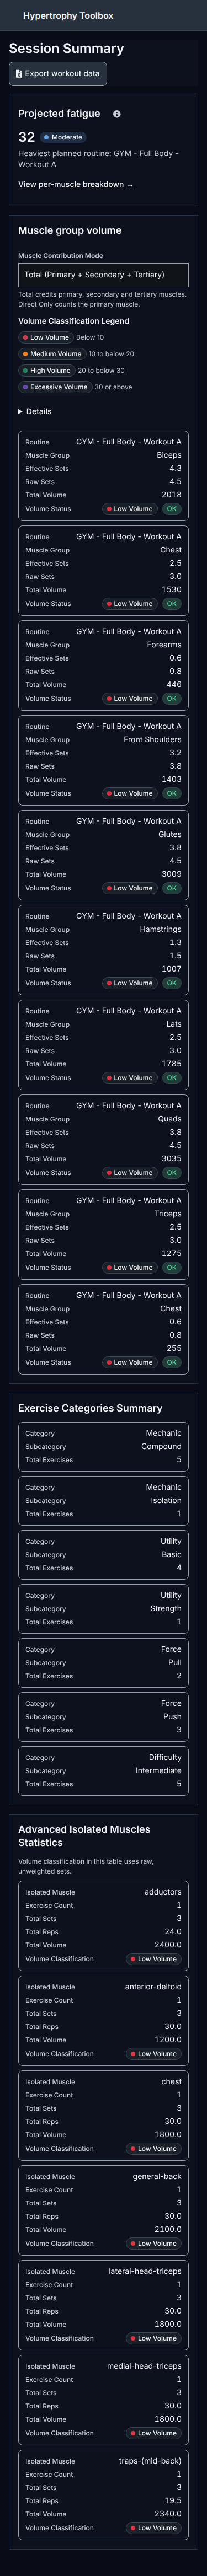 Hypertrophy Toolbox
Session Summary
Export workout data
Projected fatigue
32 Moderate
Heaviest planned routine: GYM - Full Body -
Workout A
View per-muscle breakdown →
Muscle group volume
Muscle Contribution Mode
Total (Primary + Secondary + Tertiary)
Total credits primary, secondary and tertiary muscles.
Direct Only counts the primary muscle.
Volume Classification Legend
Low Volume Below 10
Medium Volume 10 to below 20
High Volume 20 to below 30
Excessive Volume 30 or above
Details
Routine GYM - Full Body - Workout A
Muscle Group Biceps
Effective Sets 4.3
Raw Sets 4.5
Total Volume 2018
Volume Status Low Volume OK
Routine GYM - Full Body - Workout A
Muscle Group Chest
Effective Sets 2.5
Raw Sets 3.0
Total Volume 1530
Volume Status Low Volume OK
Routine GYM - Full Body - Workout A
Muscle Group Forearms
Effective Sets 0.6
Raw Sets 0.8
Total Volume 446
Volume Status Low Volume OK
Routine GYM - Full Body - Workout A
Muscle Group Front Shoulders
Effective Sets 3.2
Raw Sets 3.8
Total Volume 1403
Volume Status Low Volume OK
Routine GYM - Full Body - Workout A
Muscle Group Glutes
Effective Sets 3.8
Raw Sets 4.5
Total Volume 3009
Volume Status Low Volume OK
Routine GYM - Full Body - Workout A
Muscle Group Hamstrings
Effective Sets 1.3
Raw Sets 1.5
Total Volume 1007
Volume Status Low Volume OK
Routine GYM - Full Body - Workout A
Muscle Group Lats
Effective Sets 2.5
Raw Sets 3.0
Total Volume 1785
Volume Status Low Volume OK
Routine GYM - Full Body - Workout A
Muscle Group Quads
Effective Sets 3.8
Raw Sets 4.5
Total Volume 3035
Volume Status Low Volume OK
Routine GYM - Full Body - Workout A
Muscle Group Triceps
Effective Sets 2.5
Raw Sets 3.0
Total Volume 1275
Volume Status Low Volume OK
Routine GYM - Full Body - Workout A
Muscle Group Chest
Effective Sets 0.6
Raw Sets 0.8
Total Volume 255
Volume Status Low Volume OK
Exercise Categories Summary
Category Mechanic
Subcategory Compound
Total Exercises 5
Category Mechanic
Subcategory Isolation
Total Exercises 1
Category Utility
Subcategory Basic
Total Exercises 4
Category Utility
Subcategory Strength
Total Exercises 1
Category Force
Subcategory Pull
Total Exercises 2
Category Force
Subcategory Push
Total Exercises 3
Category Difficulty
Subcategory Intermediate
Total Exercises 5
Advanced Isolated Muscles
Statistics
Volume classification in this table uses raw,
unweighted sets.
Isolated Muscle adductors
Exercise Count 1
Total Sets 3
Total Reps 24.0
Total Volume 2400.0
Volume Classification Low Volume
Isolated Muscle anterior-deltoid
Exercise Count 1
Total Sets 3
Total Reps 30.0
Total Volume 1200.0
Volume Classification Low Volume
Isolated Muscle chest
Exercise Count 1
Total Sets 3
Total Reps 30.0
Total Volume 1800.0
Volume Classification Low Volume
Isolated Muscle general-back
Exercise Count 1
Total Sets 3
Total Reps 30.0
Total Volume 2100.0
Volume Classification Low Volume
Isolated Muscle lateral-head-triceps
Exercise Count 1
Total Sets 3
Total Reps 30.0
Total Volume 1800.0
Volume Classification Low Volume
Isolated Muscle medial-head-triceps
Exercise Count 1
Total Sets 3
Total Reps 30.0
Total Volume 1800.0
Volume Classification Low Volume
Isolated Muscle traps-(mid-back)
Exercise Count 1
Total Sets 3
Total Reps 19.5
Total Volume 2340.0
Volume Classification Low Volume